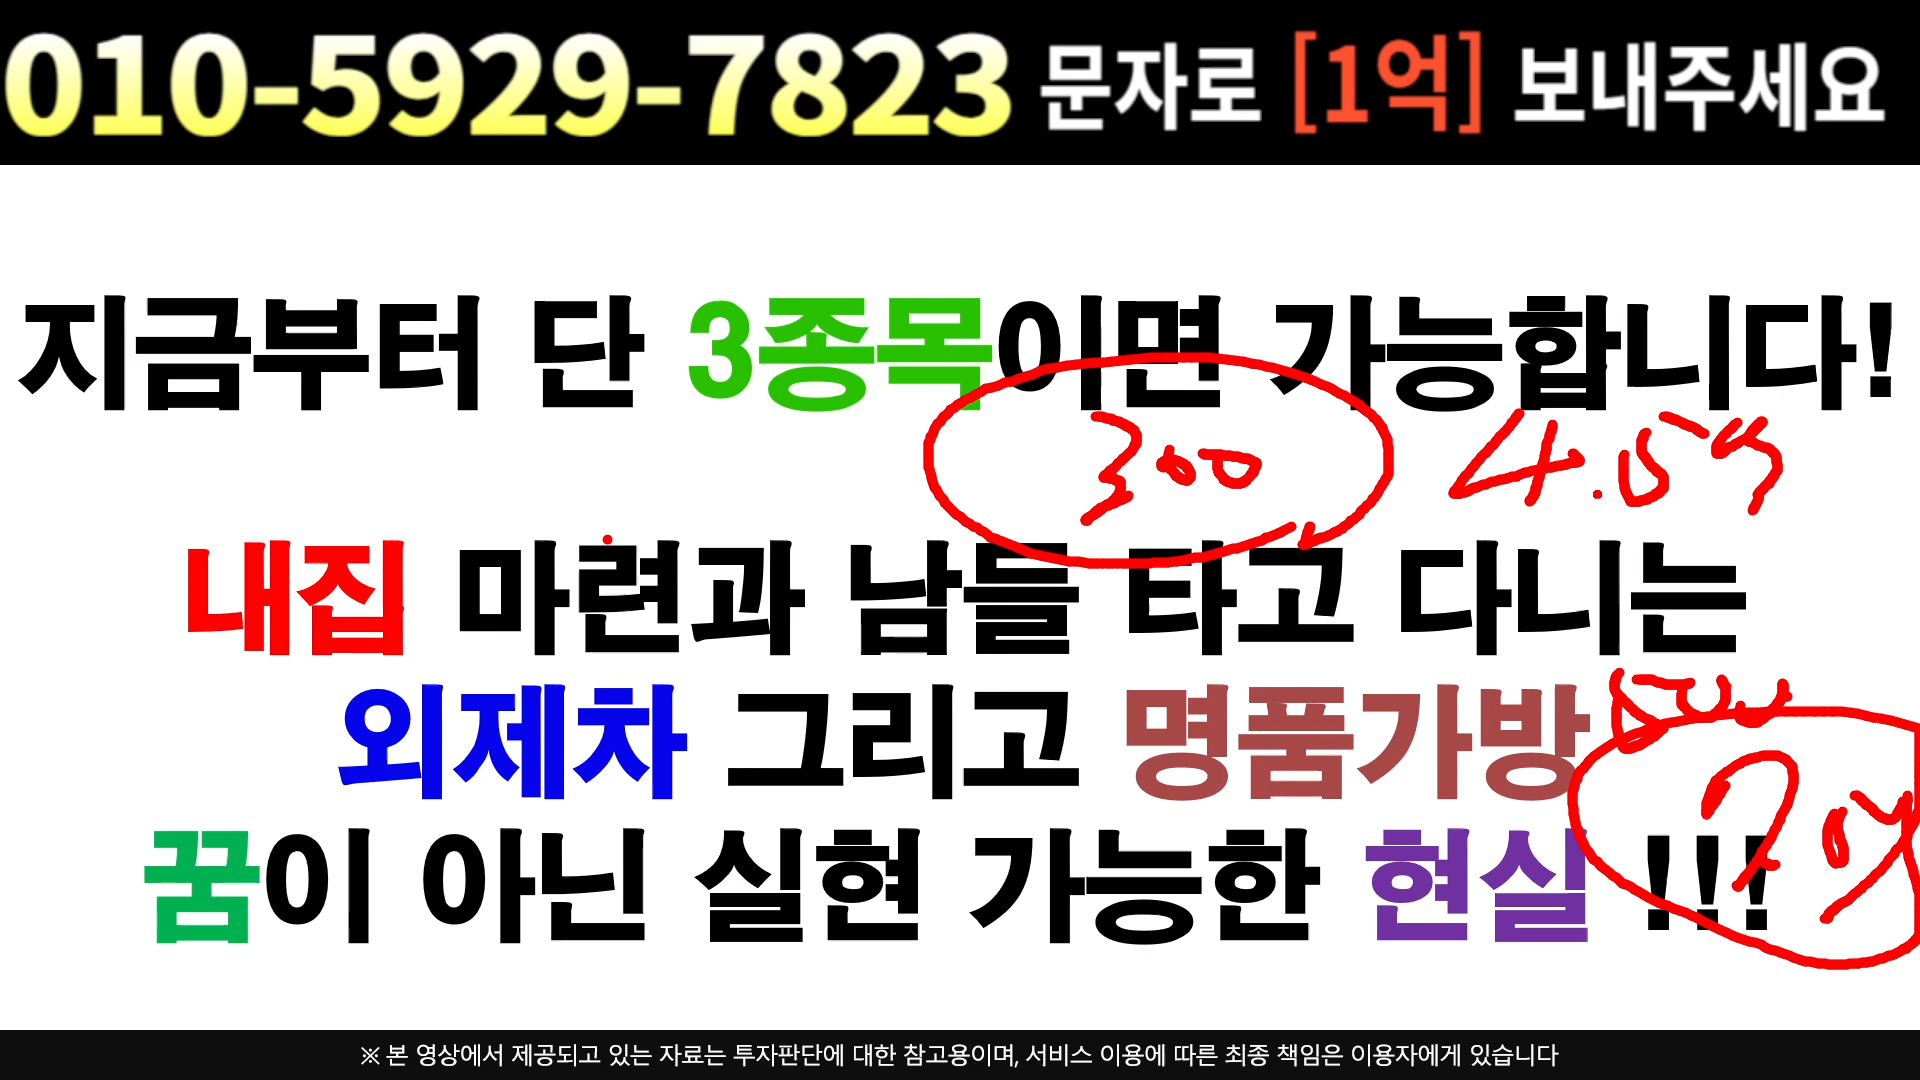 010-5929-7823 문자로 [1억] 보내주세요
지금부터 단 3종목이면 가능합니다!
300
4.5억
내집 마련과 남들 타고 다니는
외제차 그리고 명품가방
꿈이 아닌 실현 가능한 현실 !!!
※ 본 영상에서 제공되고 있는 자료는 투자판단에 대한 참고용이며, 서비스 이용에 따른 최종 책임은 이용자에게 있습니다